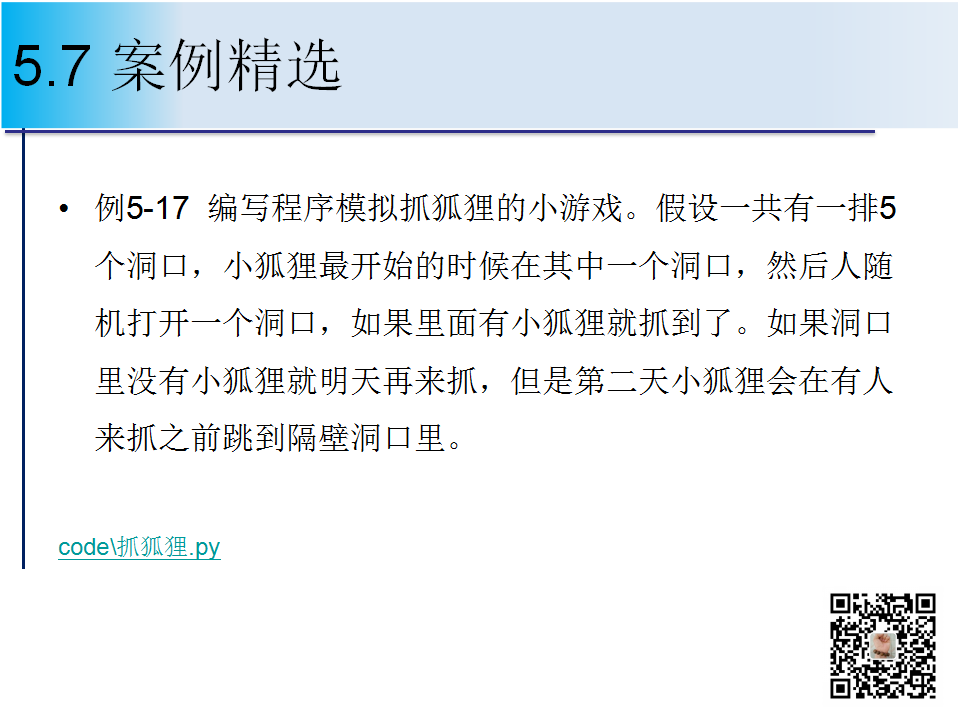 5.7 案例精选
• 例5-17 编写程序模拟抓狐狸的小游戏。假设一共有一排5
个洞口，小狐狸最开始的时候在其中一个洞口，然后人随
机打开一个洞口，如果里面有小狐狸就抓到了。如果洞口
里没有小狐狸就明天再来抓，但是第二天小狐狸会在有人
来抓之前跳到隔壁洞口里。
code\抓狐狸.py